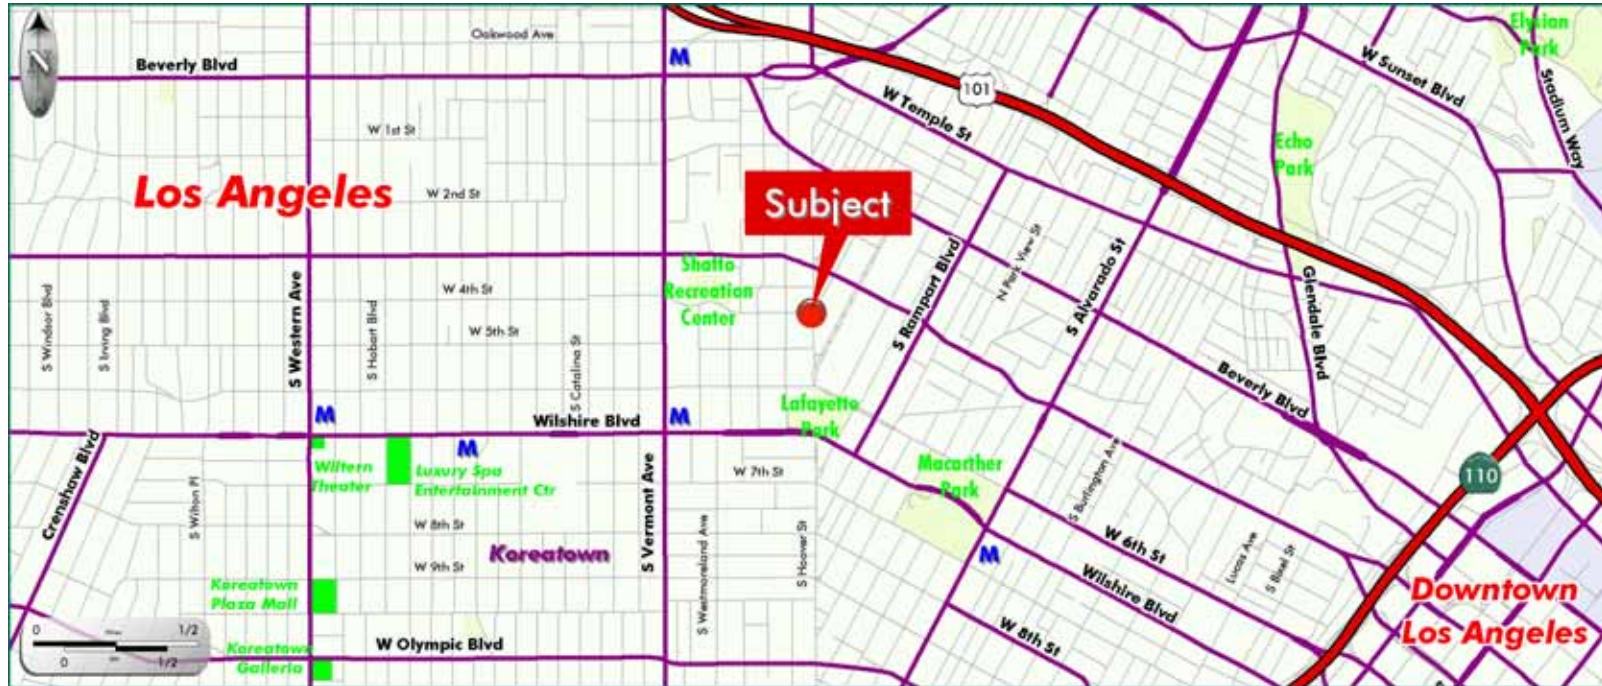 Oakwood Ave
Elysian
Park
N
M
Beverly Blvd
101
W Sunset Blvd
W Temple St
Stadium Way
W 1st St
Echo
Park
Los Angeles
W 2nd St
Subject
N Park View St
S Rampart Blvd
S Alvarado St
Shatto
Recreation
Center
W 4th St
Glendale Blvd
S Windsor Blvd
S Irving Blvd
S Western Ave
S Hobart Blvd
W 5th St
S Catalina St
Beverly Blvd
Lafayette
Park
M
Wilshire Blvd
M
Crenshaw Blvd
M
Wiltern
Theater
Luxury Spa
Entertainment Ctr
S Vermont Ave
W 7th St
Macarther
Park
S Burlington Ave
110
S Wilton Pl
W 8th St
Koreatown
S Westmoreland Ave
S Hoover St
M
W 6th St
Lucas Ave
S Bixel St
W 9th St
Koreatown
Plaza Mall
Wilshire Blvd
Downtown
Los Angeles
0 1/2
0 1/2
W Olympic Blvd
W 8th St
Koreatown
Galleria